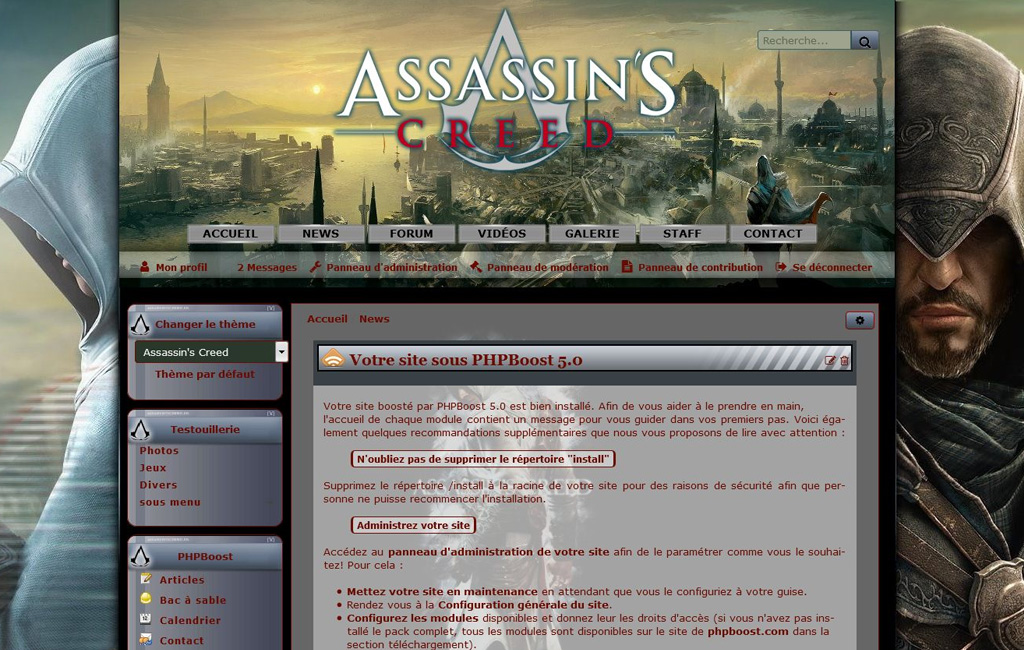 Recherche...
ASSASSIN'S
CREED
ACCUEIL NEWS FORUM VIDÉOS GALERIE STAFF CONTACT
Mon profil 2 Messages Panneau d'administration Panneau de modération Panneau de contribution Se déconnecter
Changer le thème
Assassin's Creed
Thème par défaut
Testouillerie
Photos
Jeux
Divers
sous menu
PHPBoost
Articles
Bac à sable
Calendrier
Contact
Accueil News
Votre site sous PHPBoost 5.0
Votre site boosté par PHPBoost 5.0 est bien installé. Afin de vous aider à le prendre en main,
l'accueil de chaque module contient un message pour vous guider dans vos premiers pas. Voici éga-
lement quelques recommandations supplémentaires que nous vous proposons de lire avec attention :
N'oubliez pas de supprimer le répertoire "install"
Supprimez le répertoire /install à la racine de votre site pour des raisons de sécurité afin que per-
sonne ne puisse recommencer l'installation.
Administrez votre site
Accédez au panneau d'administration de votre site afin de le paramétrer comme vous le souhai-
tez! Pour cela :
• Mettez votre site en maintenance en attendant que vous le configuriez à votre guise.
• Rendez vous à la Configuration générale du site.
• Configurez les modules disponibles et donnez leur les droits d'accès (si vous n'avez pas ins-
tallé le pack complet, tous les modules sont disponibles sur le site de phpboost.com dans la
section téléchargement).